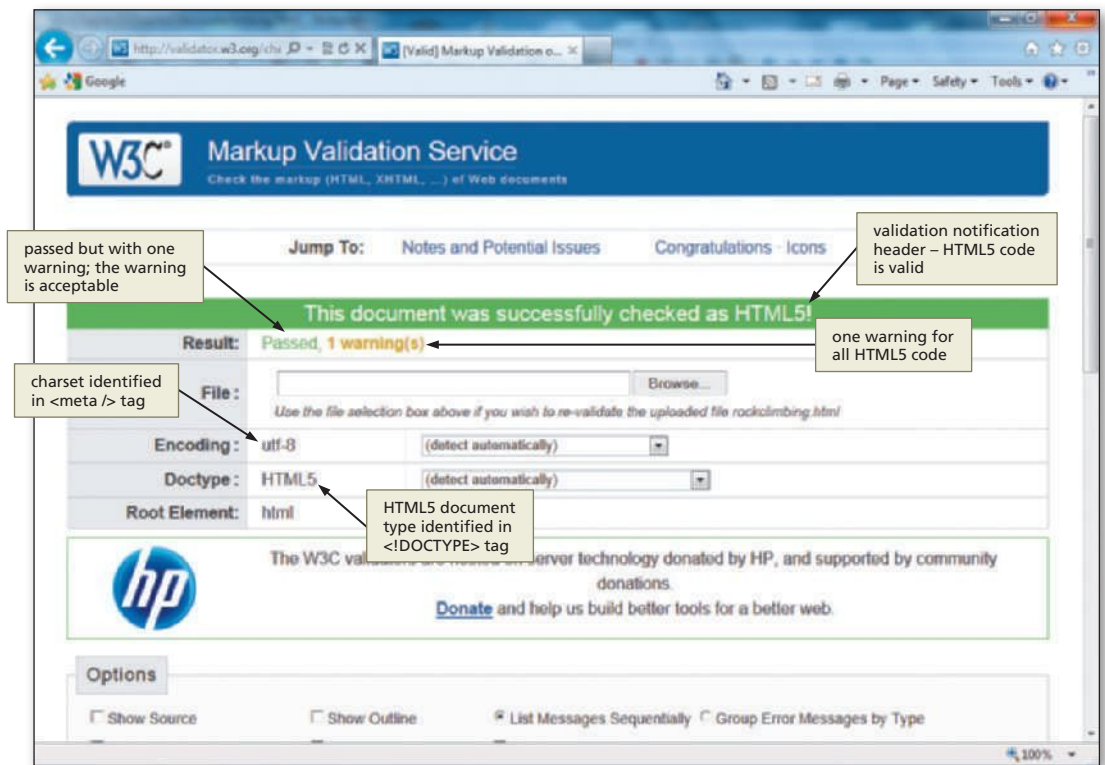 http://validator.w3.org/che
[Valid] Markup Validation o...
Google
Page
Safety
Tools
W3C
Markup Validation Service
Check the markup (HTML, XHTML, ...) of Web documents
Jump To: Notes and Potential Issues Congratulations · Icons
validation notification
header – HTML5 code
is valid
passed but with one
warning; the warning
is acceptable
This document was successfully checked as HTML5!
Result: Passed, 1 warning(s)
one warning for
all HTML5 code
charset identified
in <meta /> tag
File : Browse...
Use the file selection box above if you wish to re-validate the uploaded file rockclimbing.html
Encoding : utf-8 (detect automatically)
Doctype : HTML5 (detect automatically)
HTML5 document
type identified in
<!DOCTYPE> tag
Root Element: html
hp
The W3C server technology donated by HP, and supported by community
donations.
Donate and help us build better tools for a better web.
Options
Show Source Show Outline List Messages Sequentially Group Error Messages by Type
100%